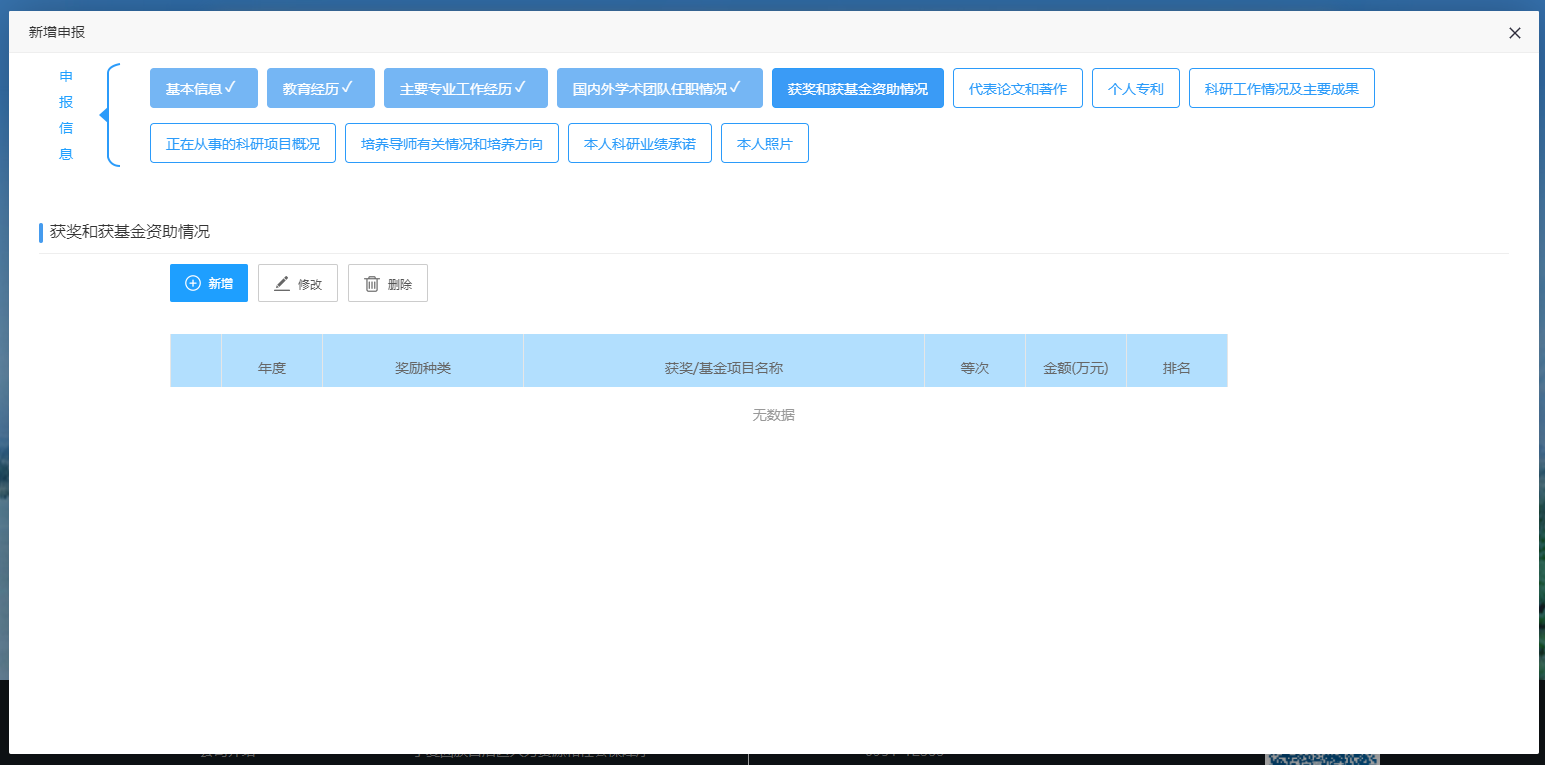 新增申报
申
报
信
息
基本信息✓ 教育经历✓ 主要专业工作经历✓ 国内外学术团队任职情况✓ 获奖和获基金资助情况 代表论文和著作 个人专利 科研工作情况及主要成果
正在从事的科研项目概况 培养导师有关情况和培养方向 本人科研业绩承诺 本人照片
获奖和获基金资助情况
新增 修改 删除
年度 奖励种类 获奖/基金项目名称 等次 金额(万元) 排名
无数据